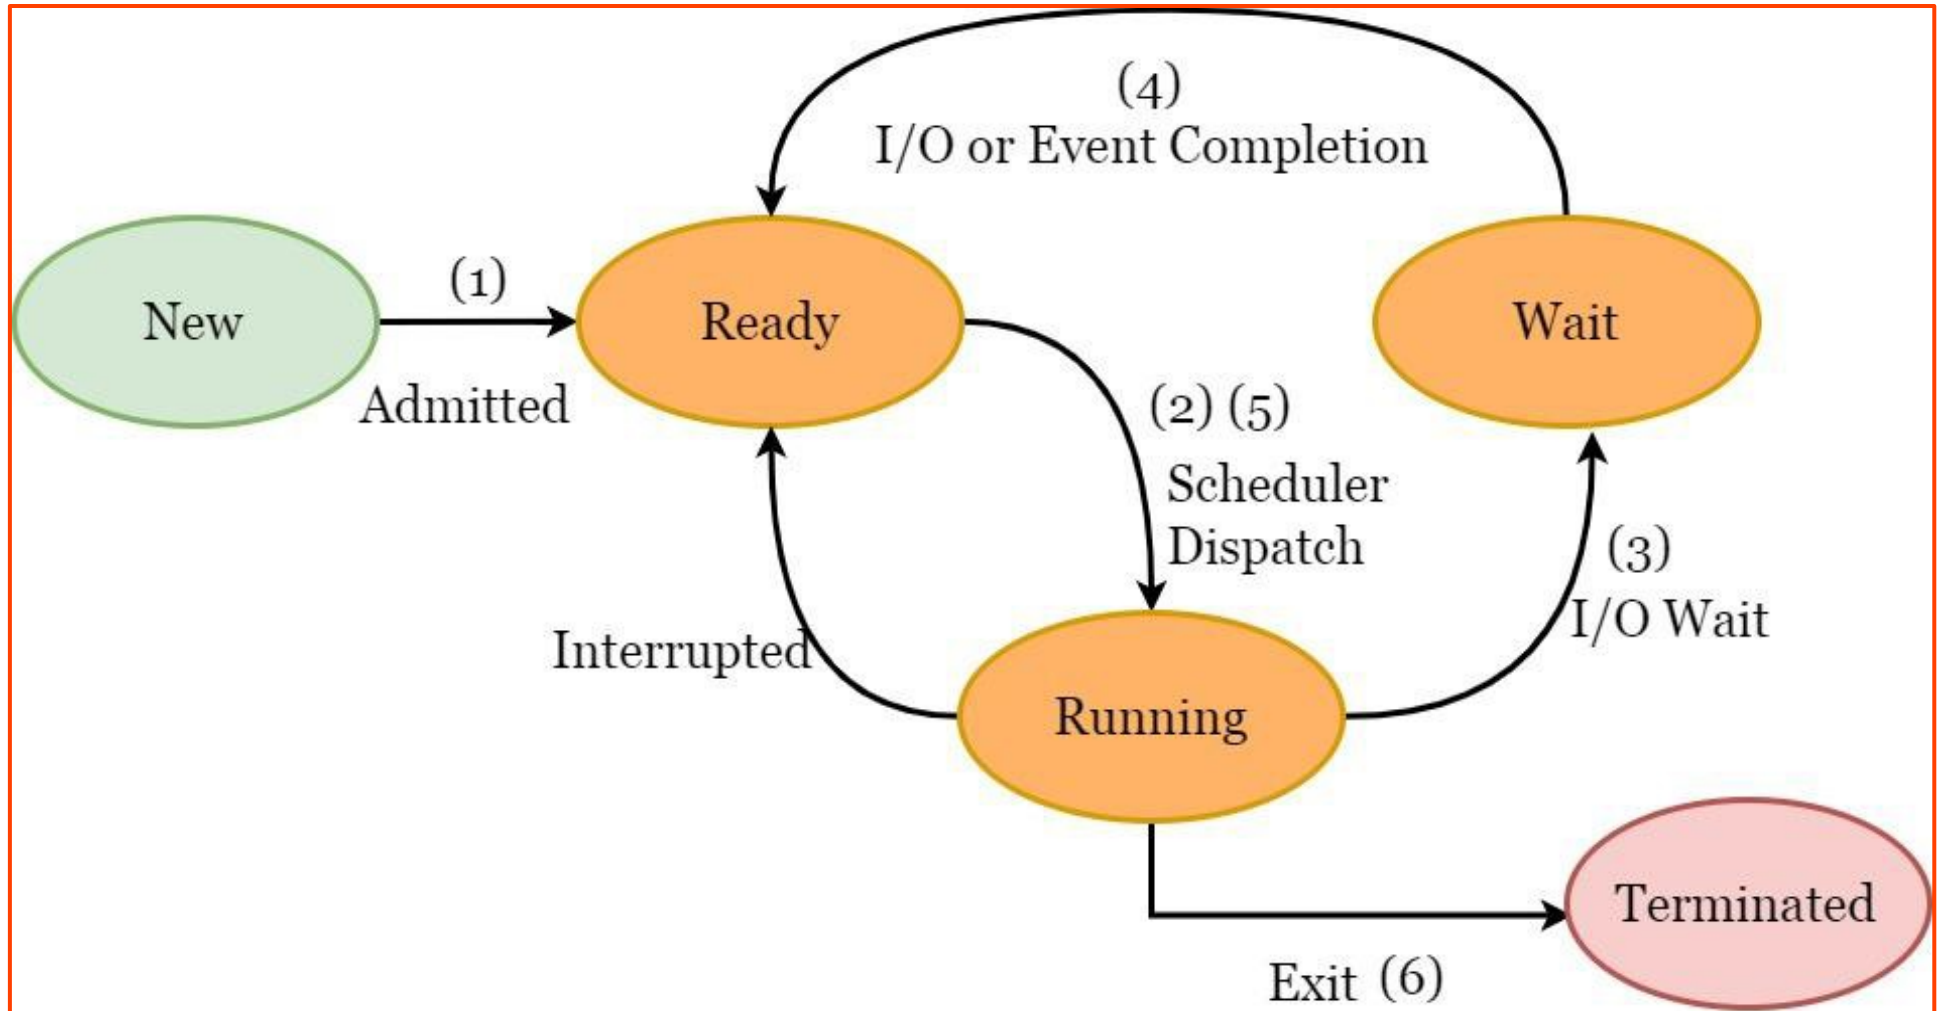 (4)
I/O or Event Completion
New
(1)
Admitted
Ready
Wait
(2) (5)
Scheduler
Dispatch
(3)
I/O Wait
Interrupted
Running
Terminated
Exit (6)